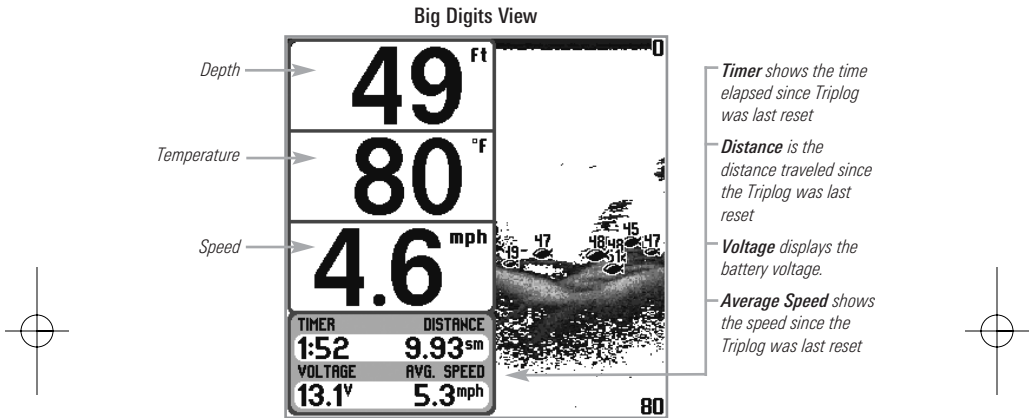 Big Digits View
Depth
49 Ft
Temperature
80 °F
Speed
4.6 mph
TIMER DISTANCE
1:52 9.93sm
VOLTAGE AVG. SPEED
13.1V 5.3mph
0
45
47 48 48 47
49 51
80
Timer shows the time
elapsed since Triplog
was last reset
Distance is the
distance traveled since
the Triplog was last
reset
Voltage displays the
battery voltage.
Average Speed shows
the speed since the
Triplog was last reset